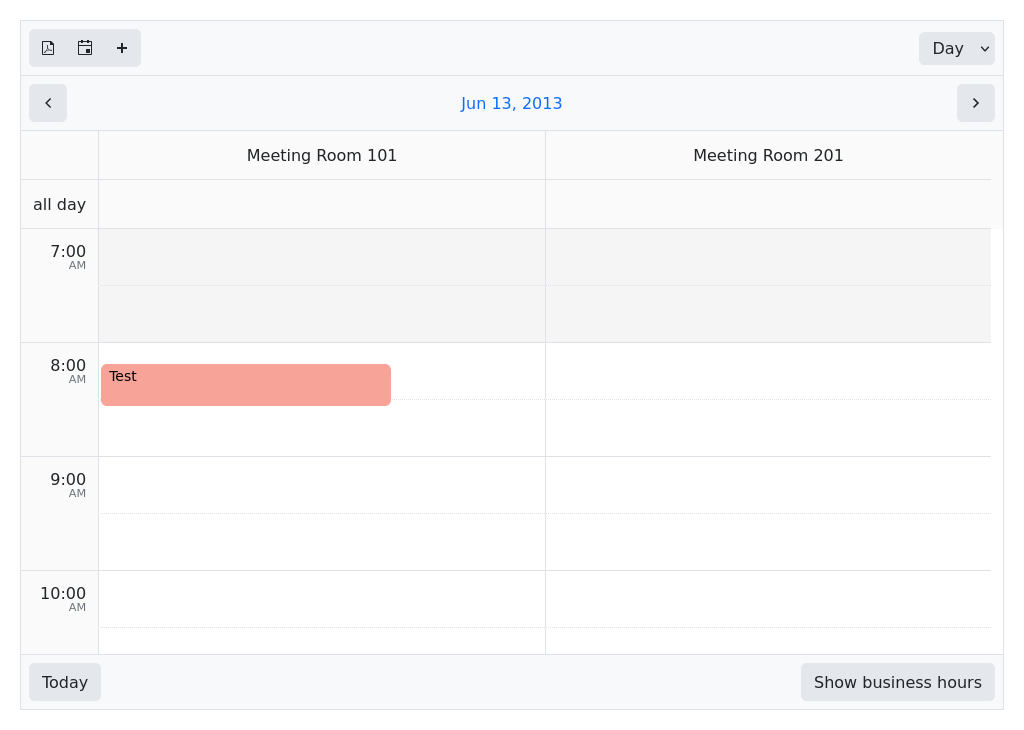 Day
Jun 13, 2013
Meeting Room 101 Meeting Room 201
all day
7:00
AM
8:00
AM
Test
9:00
AM
10:00
AM
Today Show business hours